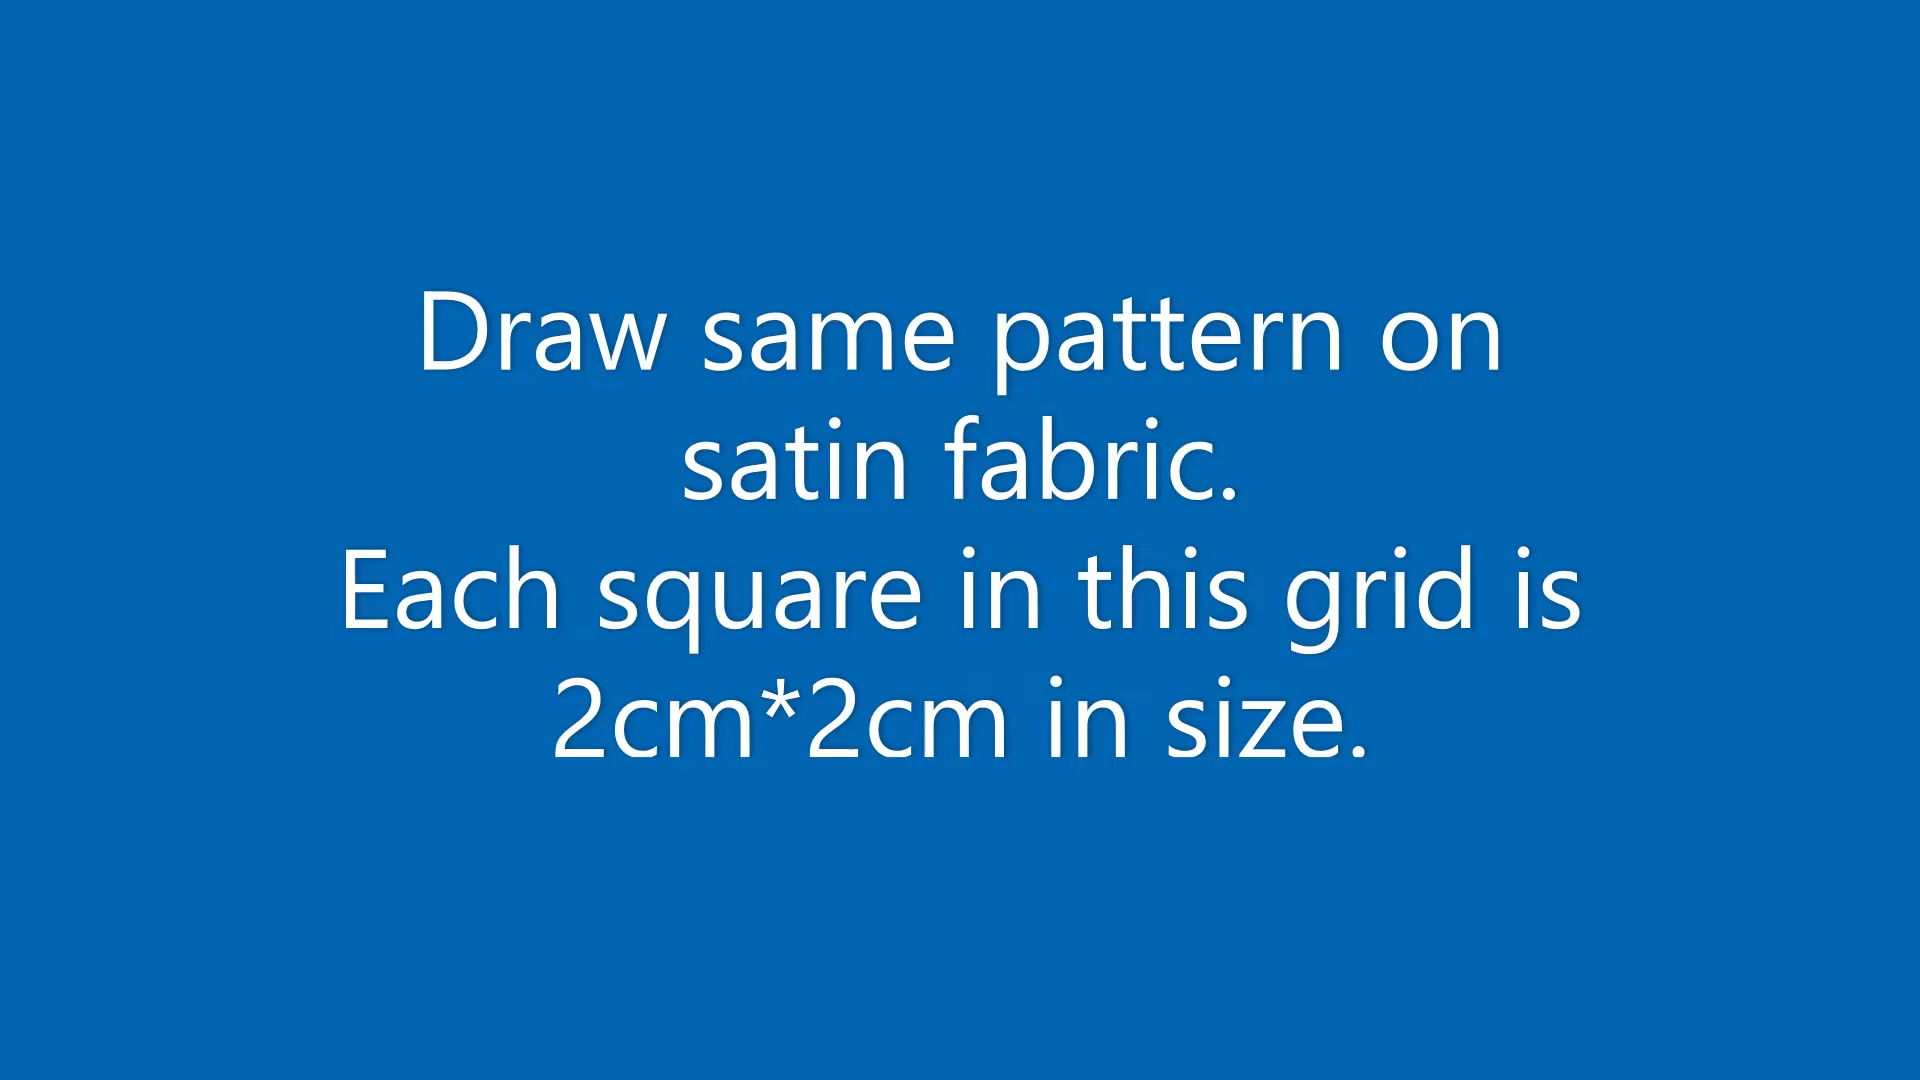 Draw same pattern on
satin fabric.
Each square in this grid is
2cm*2cm in size.